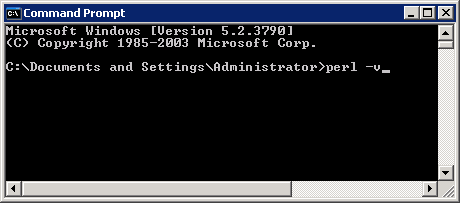 Command Prompt
Microsoft Windows [Version 5.2.3790]
(C) Copyright 1985-2003 Microsoft Corp.
C:\Documents and Settings\Administrator>perl -v_